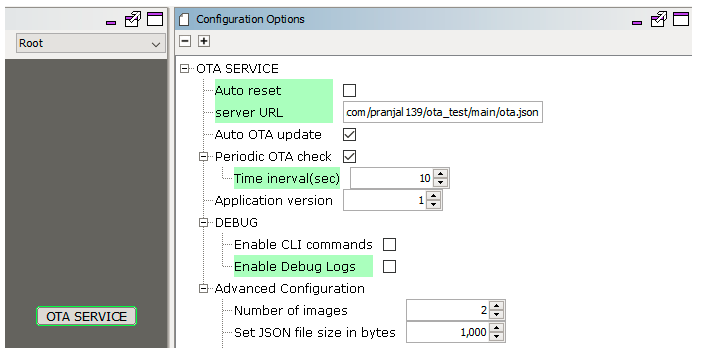 Configuration Options
Root
OTA SERVICE
Auto reset
server URL com/pranjal139/ota_test/main/ota.json
Auto OTA update
Periodic OTA check
Time inerval(sec) 10
Application version 1
DEBUG
Enable CLI commands
Enable Debug Logs
Advanced Configuration
Number of images 2
Set JSON file size in bytes 1,000
OTA SERVICE